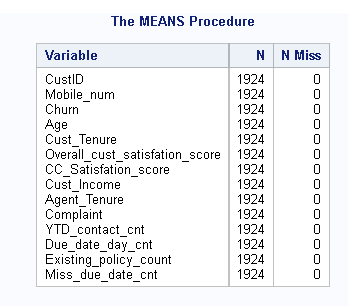 The MEANS Procedure
Variable N N Miss
CustID 1924 0
Mobile_num 1924 0
Churn 1924 0
Age 1924 0
Cust_Tenure 1924 0
Overall_cust_satisfation_score 1924 0
CC_Satisfation_score 1924 0
Cust_Income 1924 0
Agent_Tenure 1924 0
Complaint 1924 0
YTD_contact_cnt 1924 0
Due_date_day_cnt 1924 0
Existing_policy_count 1924 0
Miss_due_date_cnt 1924 0